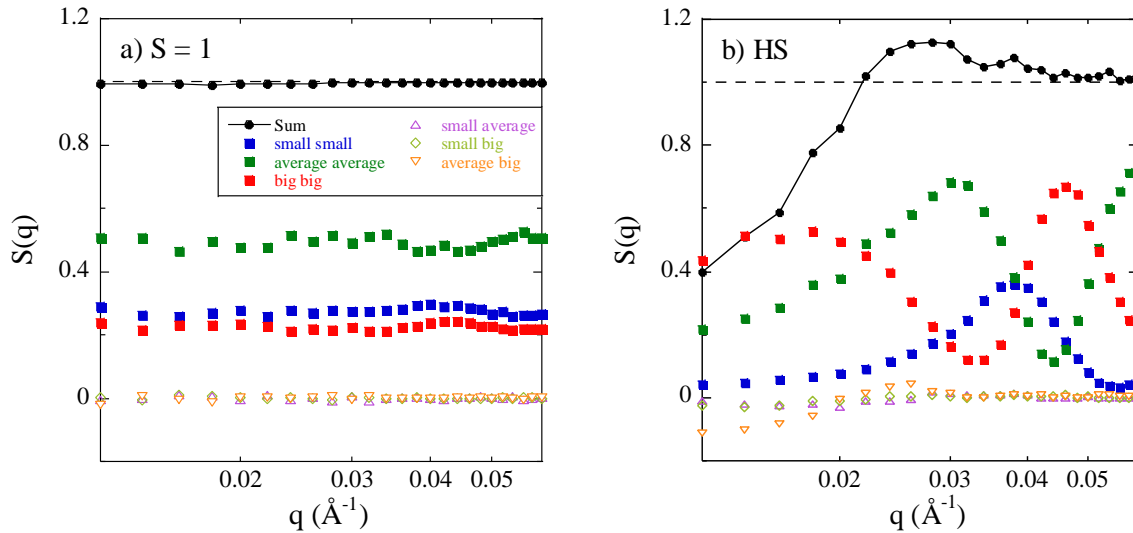 a) S = 1
S(q)
1.2
0.8
0.4
0
Sum
small small
average average
big big
small average
small big
average big
0.02
0.03
0.04
0.05
q (Å-1)
b) HS
S(q)
1.2
0.8
0.4
0
0.02
0.03
0.04
0.05
q (Å-1)